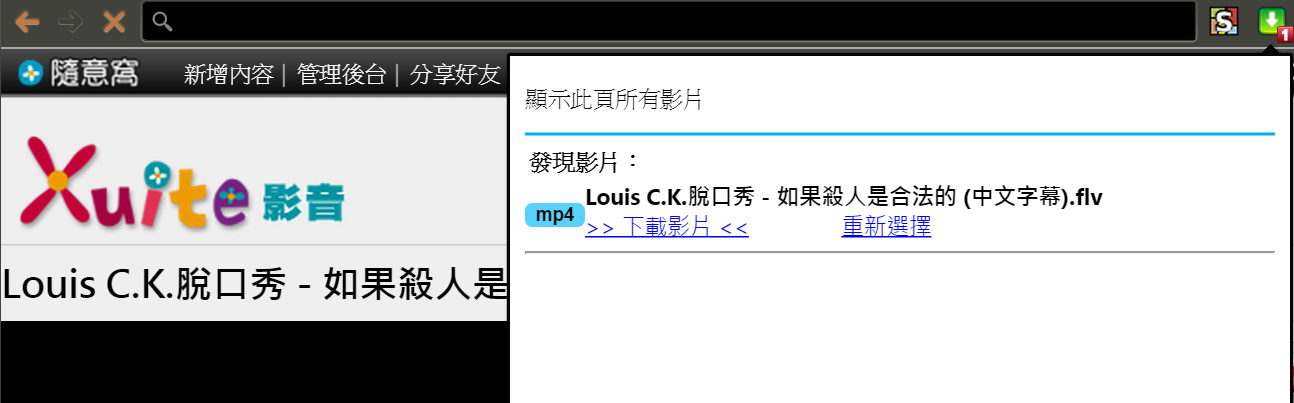 1
隨意窩 新增內容 | 管理後台 | 分享好友
顯示此頁所有影片
發現影片：
Xuite 影音
mp4 Louis C.K.脫口秀 - 如果殺人是合法的 (中文字幕).flv
>> 下載影片 << 重新選擇
Louis C.K.脫口秀 - 如果殺人是